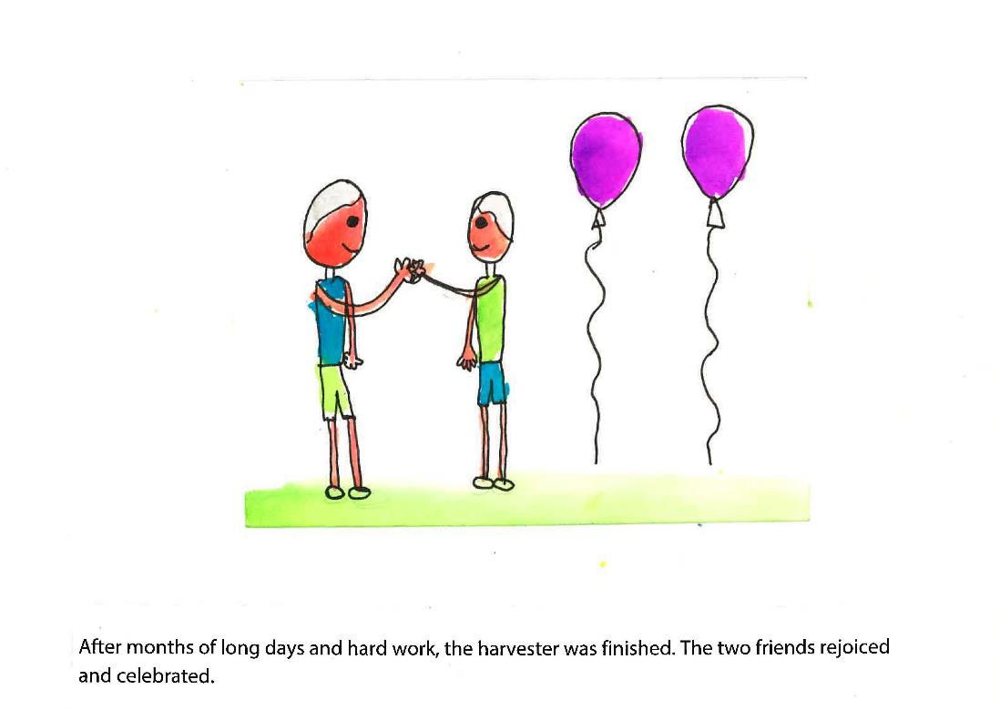 After months of long days and hard work, the harvester was finished. The two friends rejoiced
and celebrated.